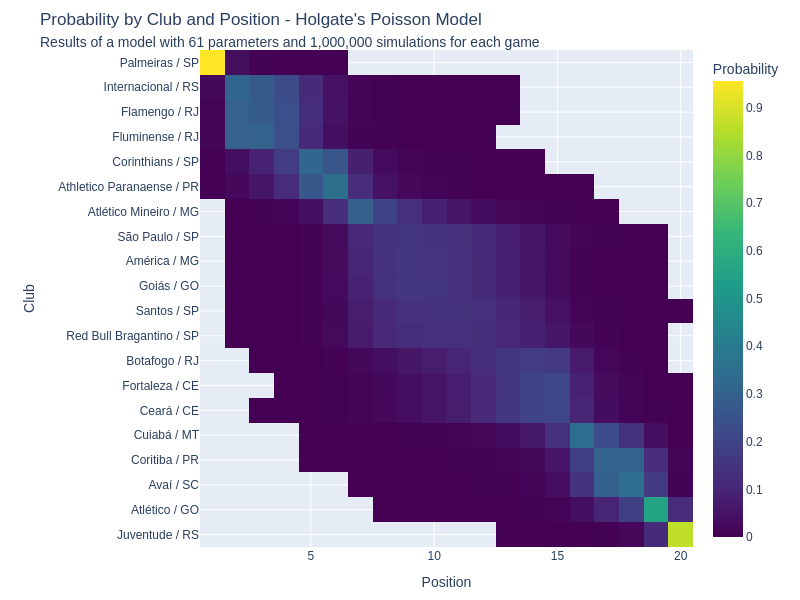 Probability by Club and Position - Holgate's Poisson Model
Results of a model with 61 parameters and 1,000,000 simulations for each game
Probability
Club
Palmeiras / SP
Internacional / RS
Flamengo / RJ
Fluminense / RJ
Corinthians / SP
Athletico Paranaense / PR
Atlético Mineiro / MG
São Paulo / SP
América / MG
Goiás / GO
Santos / SP
Red Bull Bragantino / SP
Botafogo / RJ
Fortaleza / CE
Ceará / CE
Cuiabá / MT
Coritiba / PR
Avaí / SC
Atlético / GO
Juventude / RS
5 10 15 20
Position
0.9
0.8
0.7
0.6
0.5
0.4
0.3
0.2
0.1
0